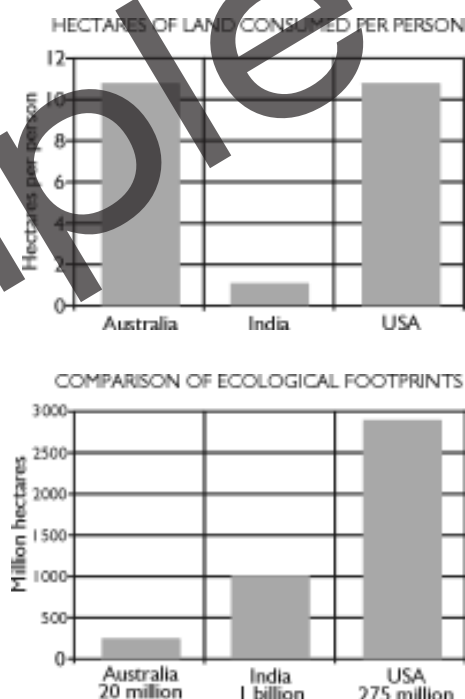 HECTARES OF LAND CONSUMED PER PERSON
Hectares per person
12
10
8
6
4
2
0
Australia India USA
COMPARISON OF ECOLOGICAL FOOTPRINTS
Million hectares
3000
2500
2000
1500
1000
500
0
Australia India USA
20 million 1 billion 275 million
ple